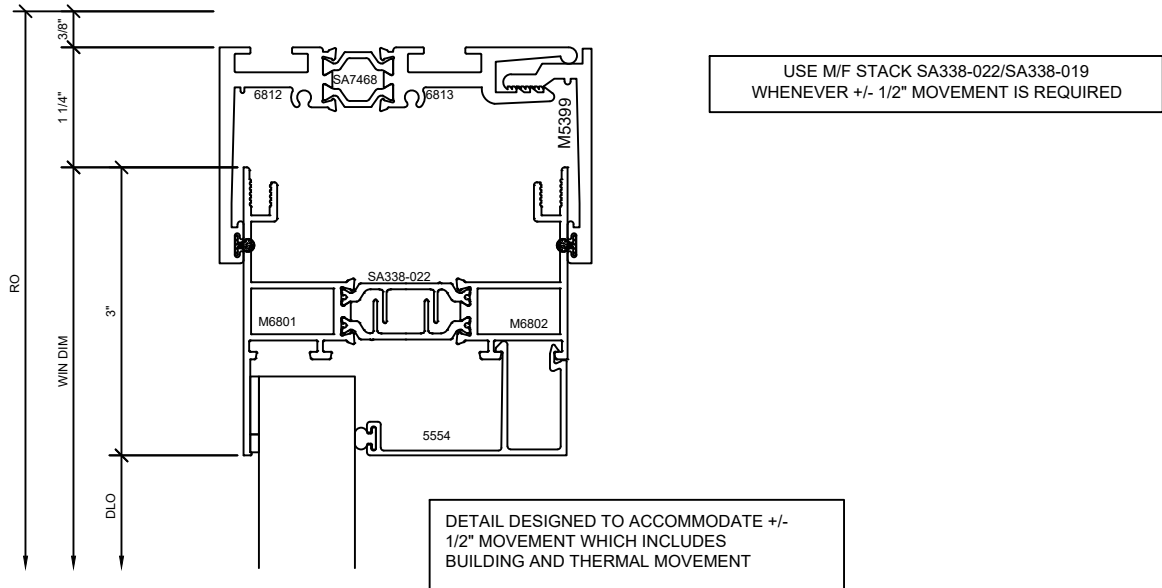 3/8"
1 1/4"
RO
WIN DIM
3"
DLO
SA7468
6812
6813
M5399
SA338-022
M6801
M6802
5554
USE M/F STACK SA338-022/SA338-019
WHENEVER +/- 1/2" MOVEMENT IS REQUIRED
DETAIL DESIGNED TO ACCOMMODATE +/-
1/2" MOVEMENT WHICH INCLUDES
BUILDING AND THERMAL MOVEMENT